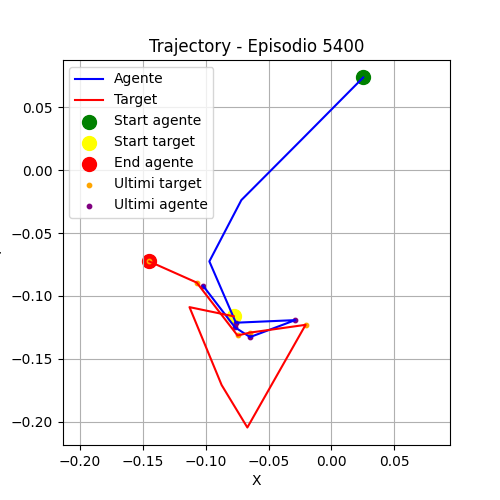 Trajectory - Episodio 5400
Agente
Target
Start agente
Start target
End agente
Ultimi target
Ultimi agente
0.05
0.00
−0.05
−0.10
−0.15
−0.20
−0.20
−0.15
−0.10
−0.05
0.00
0.05
X